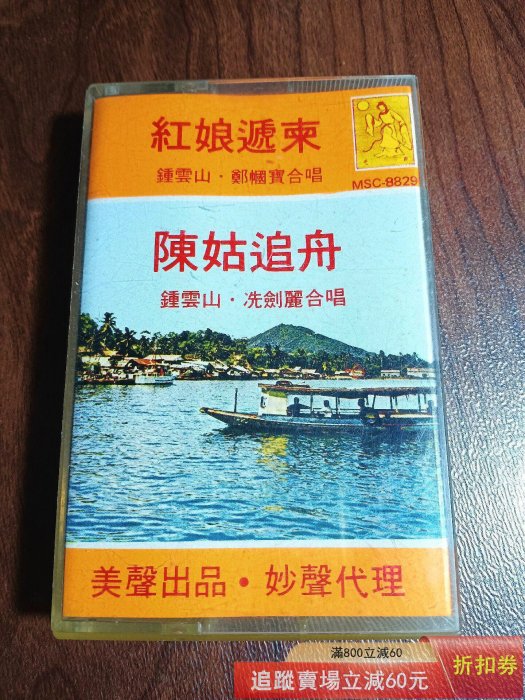 紅娘遞柬
鍾雲山·鄭幗寶合唱
MSC-8829
陳姑追舟
鍾雲山·冼劍麗合唱
美聲出品·妙聲代理
滿800立減60
追蹤賣場立減60元
折扣券